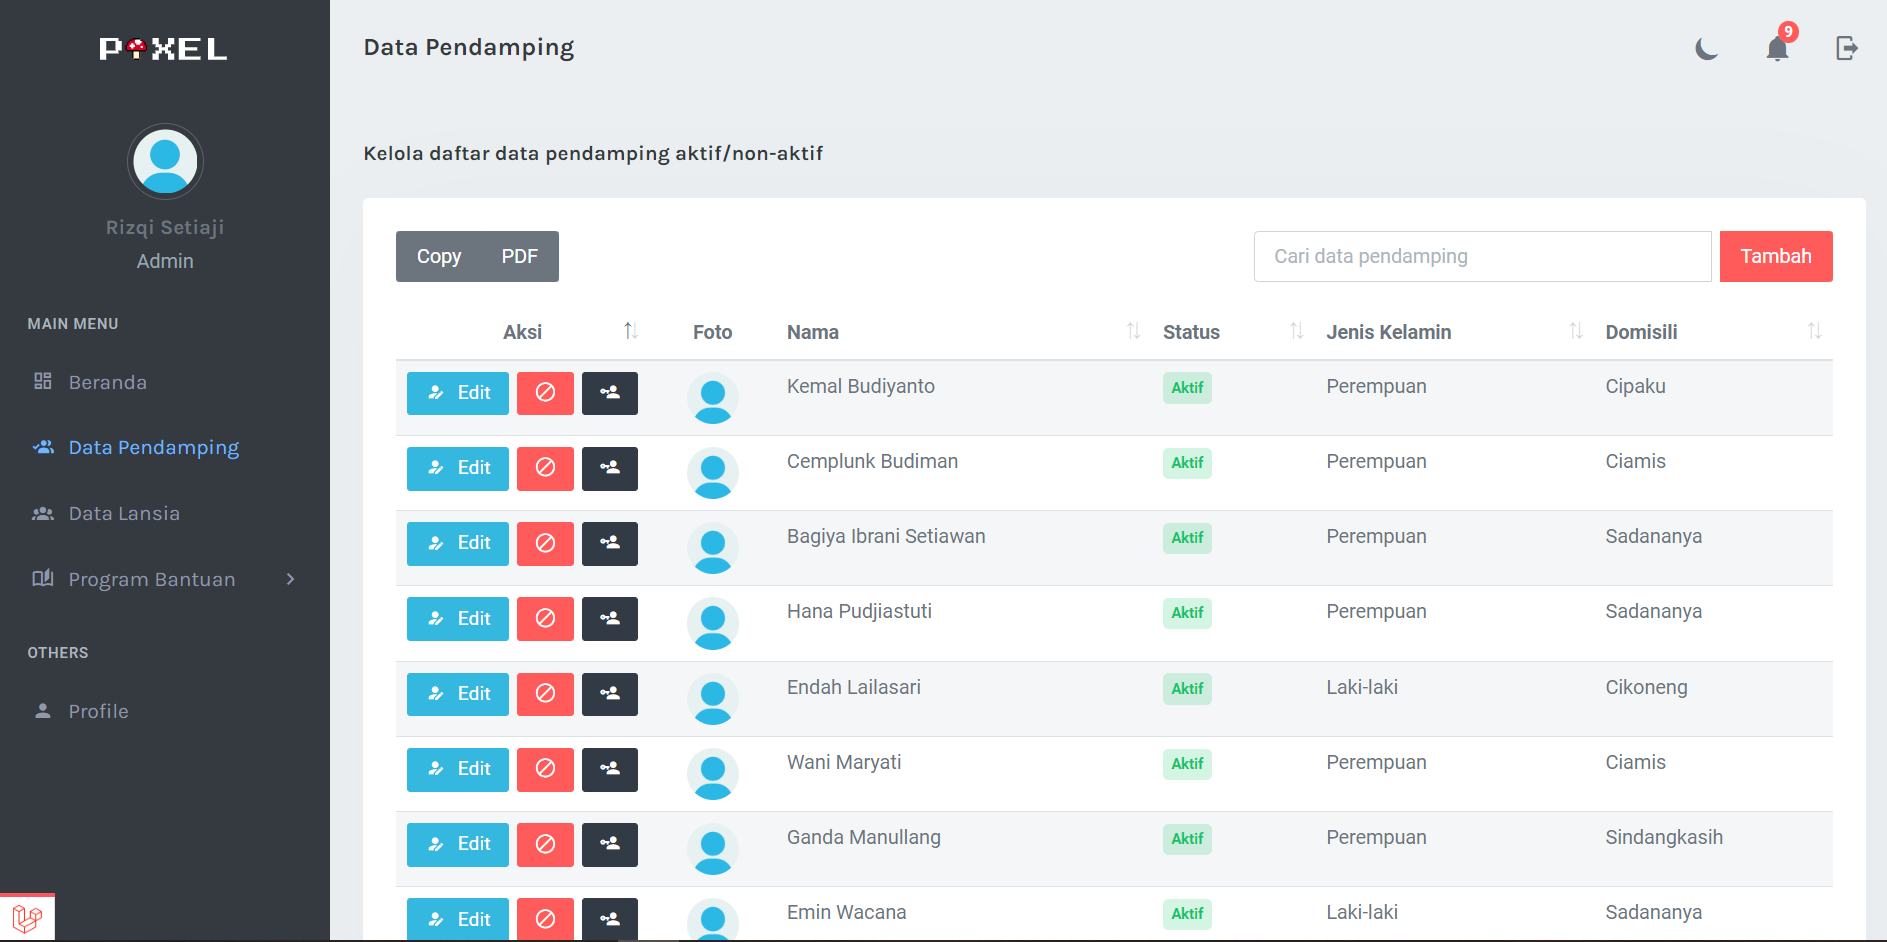 P XEL
Data Pendamping
9
Kelola daftar data pendamping aktif/non-aktif
Rizqi Setiaji
Admin
MAIN MENU
Beranda
Data Pendamping
Data Lansia
Program Bantuan
OTHERS
Profile
Copy PDF
Cari data pendamping Tambah
Aksi Foto Nama Status Jenis Kelamin Domisili
Edit Kemal Budiyanto Aktif Perempuan Cipaku
Edit Cemplunk Budiman Aktif Perempuan Ciamis
Edit Bagiya Ibrani Setiawan Aktif Perempuan Sadananya
Edit Hana Pudjiastuti Aktif Perempuan Sadananya
Edit Endah Lailasari Aktif Laki-laki Cikoneng
Edit Wani Maryati Aktif Perempuan Ciamis
Edit Ganda Manullang Aktif Perempuan Sindangkasih
Edit Emin Wacana Aktif Laki-laki Sadananya